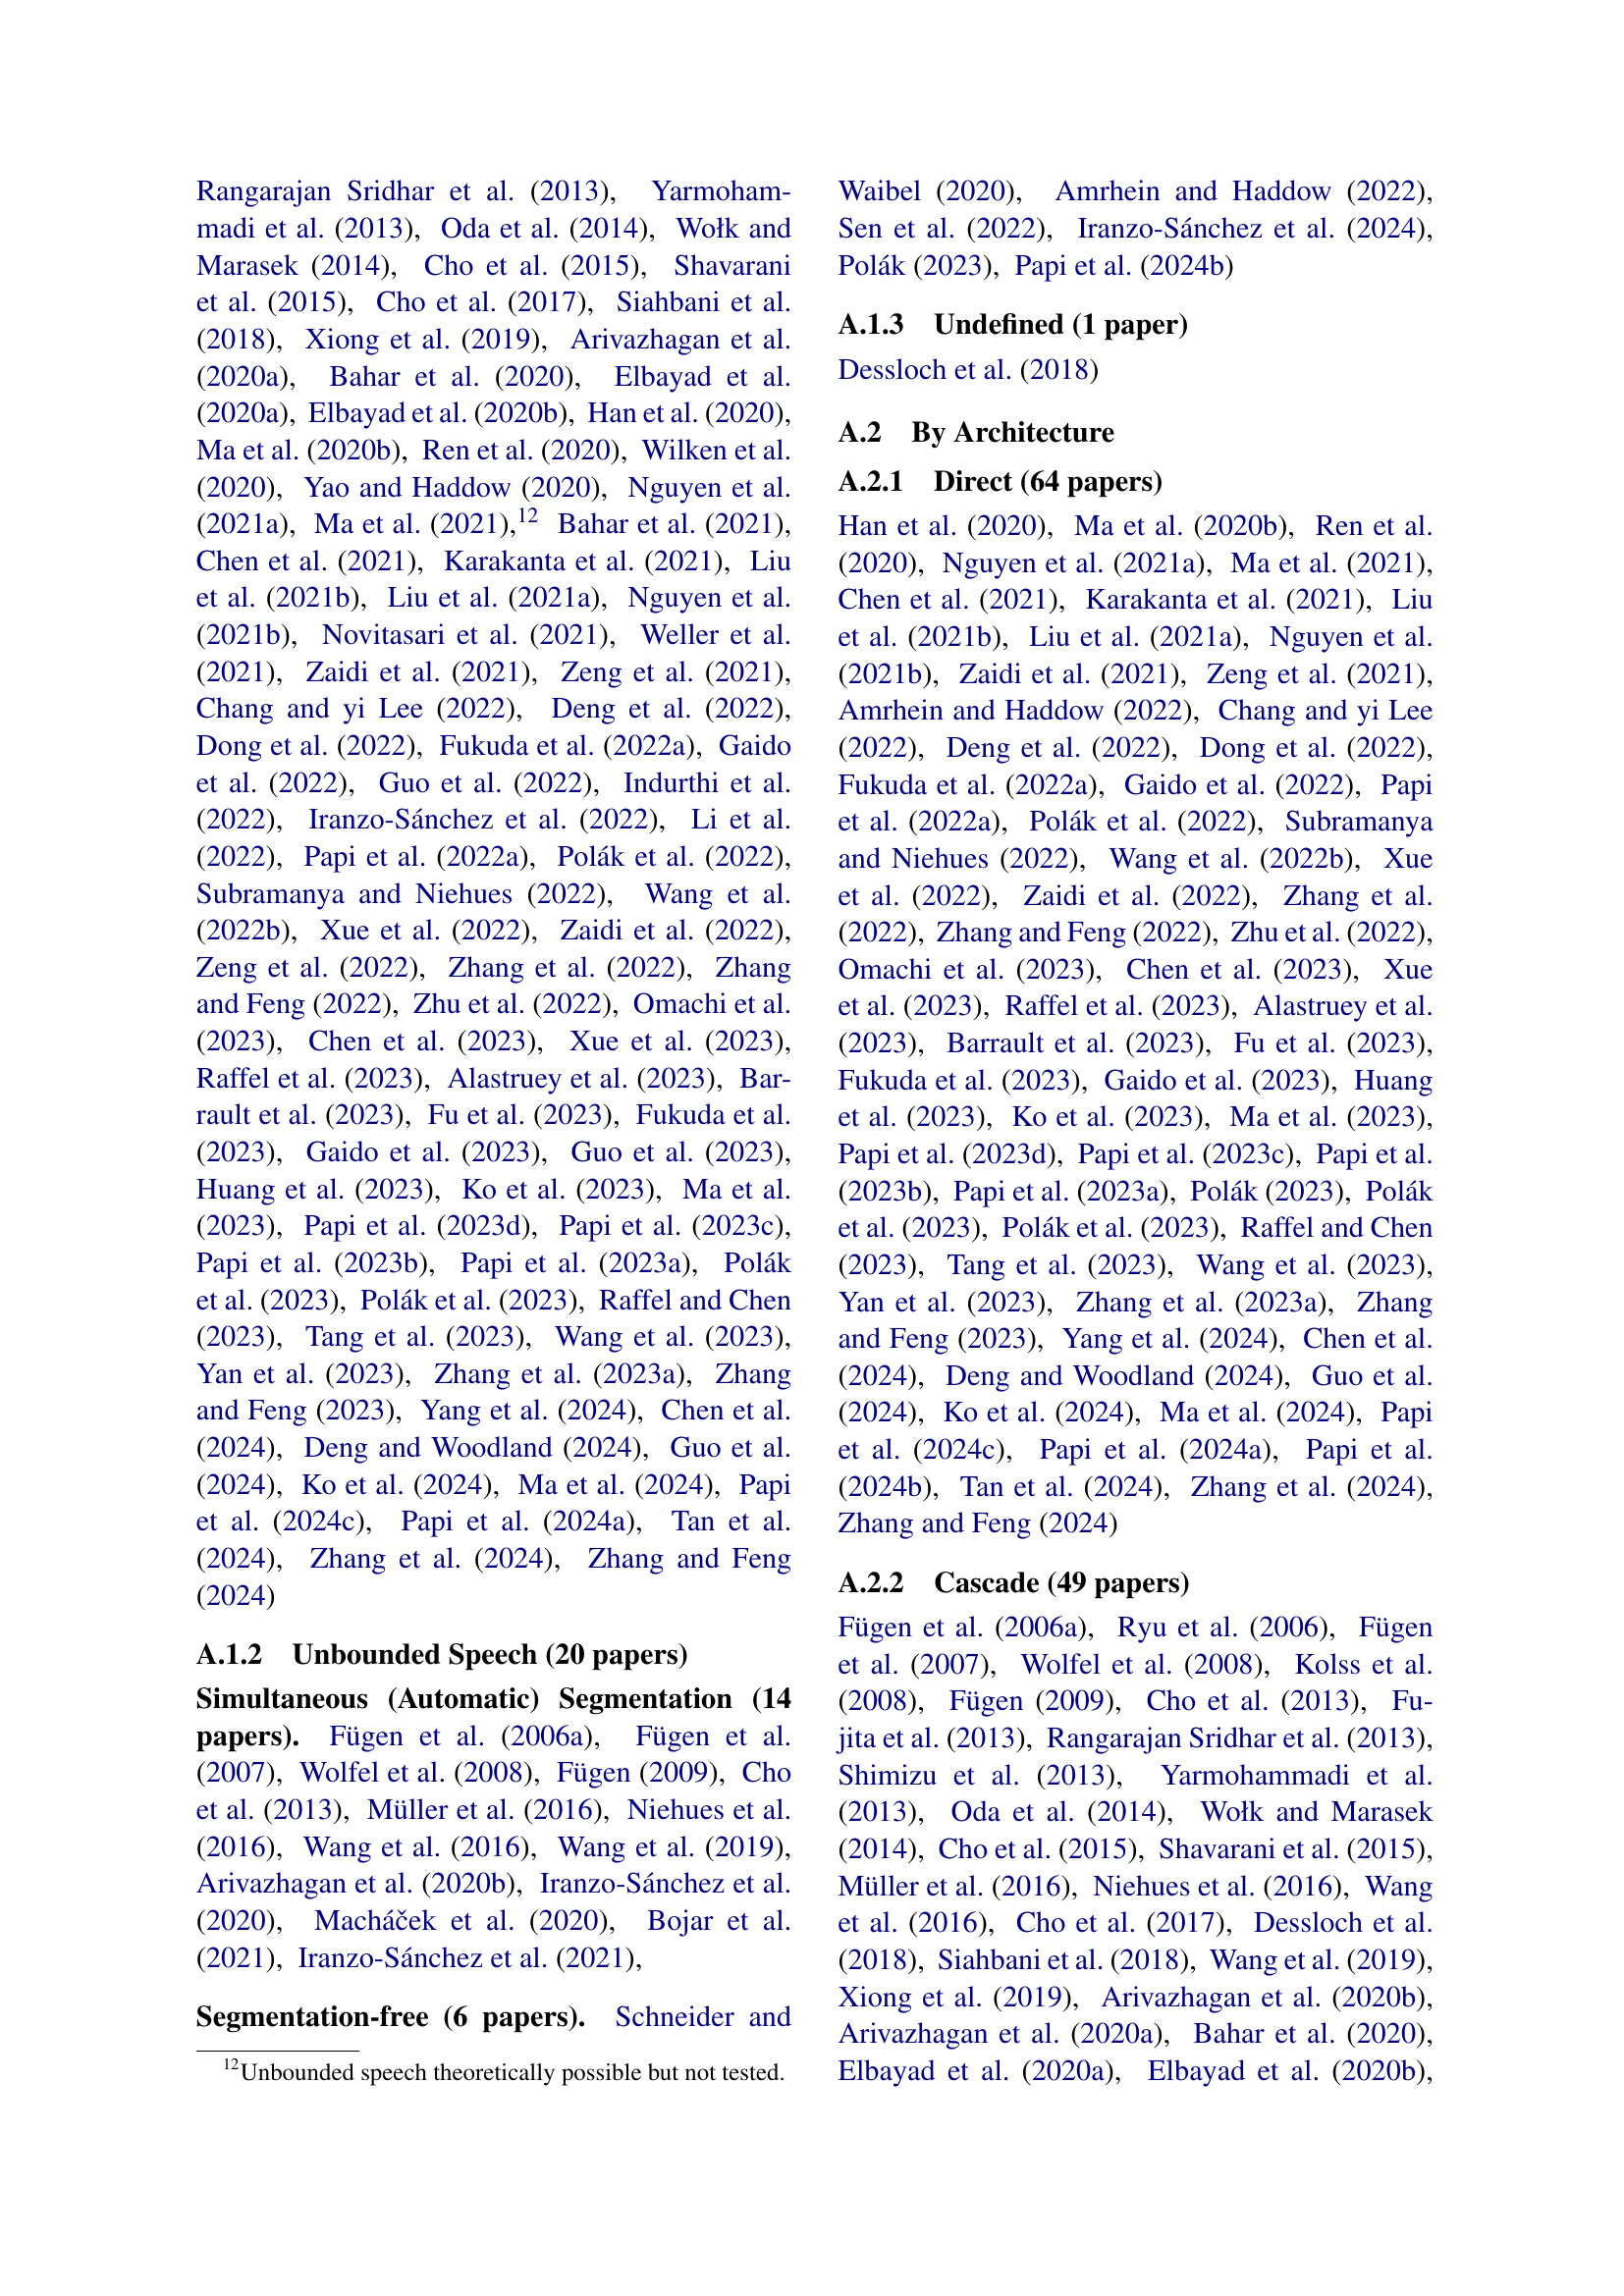 Rangarajan Sridhar et al. (2013), Yarmoham-
madi et al. (2013), Oda et al. (2014), Wołk and
Marasek (2014), Cho et al. (2015), Shavarani
et al. (2015), Cho et al. (2017), Siahbani et al.
(2018), Xiong et al. (2019), Arivazhagan et al.
(2020a), Bahar et al. (2020), Elbayad et al.
(2020a), Elbayad et al. (2020b), Han et al. (2020),
Ma et al. (2020b), Ren et al. (2020), Wilken et al.
(2020), Yao and Haddow (2020), Nguyen et al.
(2021a), Ma et al. (2021),12 Bahar et al. (2021),
Chen et al. (2021), Karakanta et al. (2021), Liu
et al. (2021b), Liu et al. (2021a), Nguyen et al.
(2021b), Novitasari et al. (2021), Weller et al.
(2021), Zaidi et al. (2021), Zeng et al. (2021),
Chang and yi Lee (2022), Deng et al. (2022),
Dong et al. (2022), Fukuda et al. (2022a), Gaido
et al. (2022), Guo et al. (2022), Indurthi et al.
(2022), Iranzo-Sánchez et al. (2022), Li et al.
(2022), Papi et al. (2022a), Polák et al. (2022),
Subramanya and Niehues (2022), Wang et al.
(2022b), Xue et al. (2022), Zaidi et al. (2022),
Zeng et al. (2022), Zhang et al. (2022), Zhang
and Feng (2022), Zhu et al. (2022), Omachi et al.
(2023), Chen et al. (2023), Xue et al. (2023),
Raffel et al. (2023), Alastruey et al. (2023), Bar-
rault et al. (2023), Fu et al. (2023), Fukuda et al.
(2023), Gaido et al. (2023), Guo et al. (2023),
Huang et al. (2023), Ko et al. (2023), Ma et al.
(2023), Papi et al. (2023d), Papi et al. (2023c),
Papi et al. (2023b), Papi et al. (2023a), Polák
et al. (2023), Polák et al. (2023), Raffel and Chen
(2023), Tang et al. (2023), Wang et al. (2023),
Yan et al. (2023), Zhang et al. (2023a), Zhang
and Feng (2023), Yang et al. (2024), Chen et al.
(2024), Deng and Woodland (2024), Guo et al.
(2024), Ko et al. (2024), Ma et al. (2024), Papi
et al. (2024c), Papi et al. (2024a), Tan et al.
(2024), Zhang et al. (2024), Zhang and Feng
(2024)
A.1.2 Unbounded Speech (20 papers)
Simultaneous (Automatic) Segmentation (14
papers). Fügen et al. (2006a), Fügen et al.
(2007), Wolfel et al. (2008), Fügen (2009), Cho
et al. (2013), Müller et al. (2016), Niehues et al.
(2016), Wang et al. (2016), Wang et al. (2019),
Arivazhagan et al. (2020b), Iranzo-Sánchez et al.
(2020), Macháček et al. (2020), Bojar et al.
(2021), Iranzo-Sánchez et al. (2021),
Segmentation-free (6 papers). Schneider and
12Unbounded speech theoretically possible but not tested.
Waibel (2020), Amrhein and Haddow (2022),
Sen et al. (2022), Iranzo-Sánchez et al. (2024),
Polák (2023), Papi et al. (2024b)
A.1.3 Undefined (1 paper)
Dessloch et al. (2018)
A.2 By Architecture
A.2.1 Direct (64 papers)
Han et al. (2020), Ma et al. (2020b), Ren et al.
(2020), Nguyen et al. (2021a), Ma et al. (2021),
Chen et al. (2021), Karakanta et al. (2021), Liu
et al. (2021b), Liu et al. (2021a), Nguyen et al.
(2021b), Zaidi et al. (2021), Zeng et al. (2021),
Amrhein and Haddow (2022), Chang and yi Lee
(2022), Deng et al. (2022), Dong et al. (2022),
Fukuda et al. (2022a), Gaido et al. (2022), Papi
et al. (2022a), Polák et al. (2022), Subramanya
and Niehues (2022), Wang et al. (2022b), Xue
et al. (2022), Zaidi et al. (2022), Zhang et al.
(2022), Zhang and Feng (2022), Zhu et al. (2022),
Omachi et al. (2023), Chen et al. (2023), Xue
et al. (2023), Raffel et al. (2023), Alastruey et al.
(2023), Barrault et al. (2023), Fu et al. (2023),
Fukuda et al. (2023), Gaido et al. (2023), Huang
et al. (2023), Ko et al. (2023), Ma et al. (2023),
Papi et al. (2023d), Papi et al. (2023c), Papi et al.
(2023b), Papi et al. (2023a), Polák (2023), Polák
et al. (2023), Polák et al. (2023), Raffel and Chen
(2023), Tang et al. (2023), Wang et al. (2023),
Yan et al. (2023), Zhang et al. (2023a), Zhang
and Feng (2023), Yang et al. (2024), Chen et al.
(2024), Deng and Woodland (2024), Guo et al.
(2024), Ko et al. (2024), Ma et al. (2024), Papi
et al. (2024c), Papi et al. (2024a), Papi et al.
(2024b), Tan et al. (2024), Zhang et al. (2024),
Zhang and Feng (2024)
A.2.2 Cascade (49 papers)
Fügen et al. (2006a), Ryu et al. (2006), Fügen
et al. (2007), Wolfel et al. (2008), Kolss et al.
(2008), Fügen (2009), Cho et al. (2013), Fu-
jita et al. (2013), Rangarajan Sridhar et al. (2013),
Shimizu et al. (2013), Yarmohammadi et al.
(2013), Oda et al. (2014), Wołk and Marasek
(2014), Cho et al. (2015), Shavarani et al. (2015),
Müller et al. (2016), Niehues et al. (2016), Wang
et al. (2016), Cho et al. (2017), Dessloch et al.
(2018), Siahbani et al. (2018), Wang et al. (2019),
Xiong et al. (2019), Arivazhagan et al. (2020b),
Arivazhagan et al. (2020a), Bahar et al. (2020),
Elbayad et al. (2020a), Elbayad et al. (2020b),